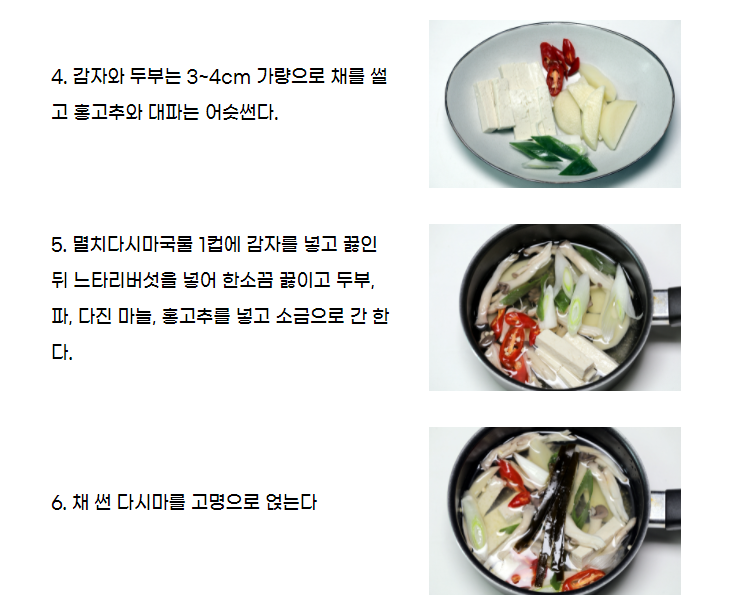 4. 감자와 두부는 3~4cm 가량으로 채를 썰
고 홍고추와 대파는 어슷썬다.
5. 멸치다시마국물 1컵에 감자를 넣고 끓인
뒤 느타리버섯을 넣어 한소끔 끓이고 두부,
파, 다진 마늘, 홍고추를 넣고 소금으로 간 한
다.
6. 채 썬 다시마를 고명으로 얹는다